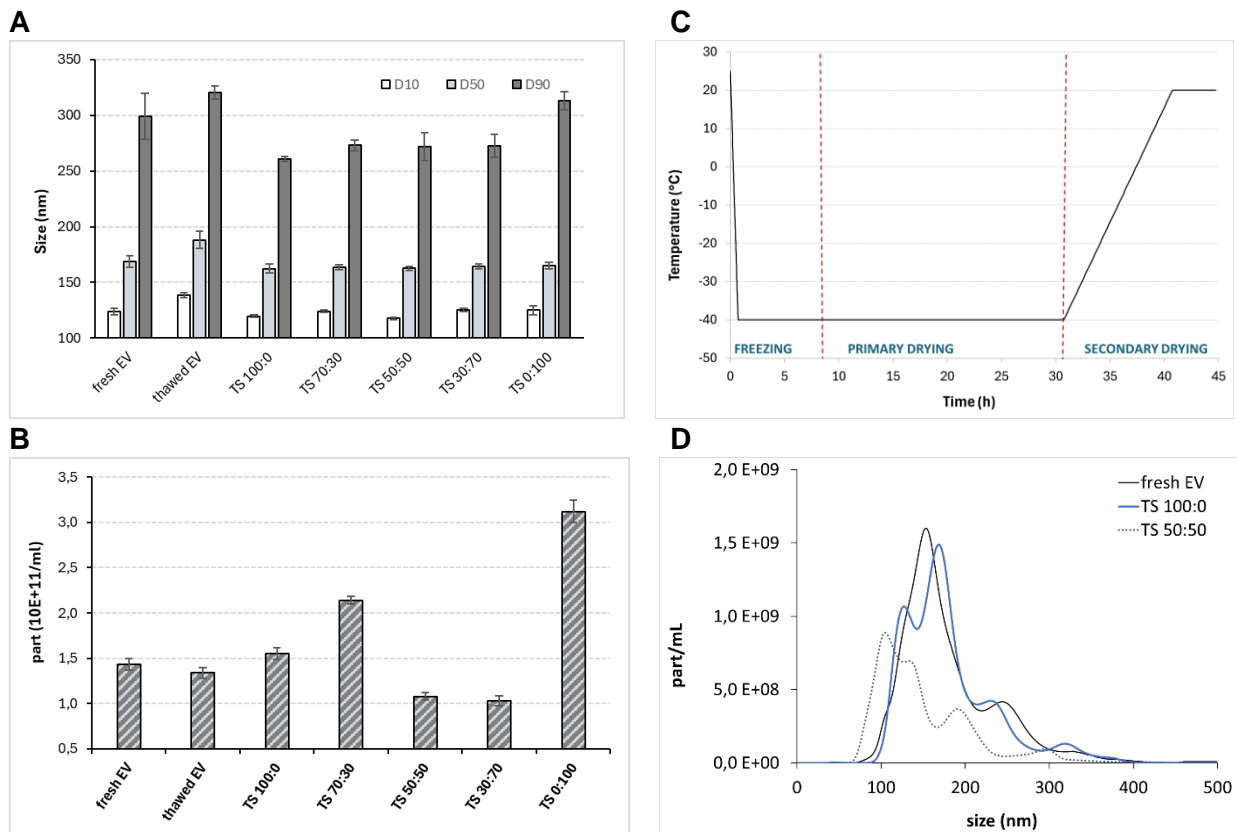 A
350
300
250
200
150
100
Size (nm)
D10 D50 D90
fresh EV
thawed EV
TS 100:0
TS 70:30
TS 50:50
TS 30:70
TS 0:100
B
3,5
3,0
2,5
2,0
1,5
1,0
0,5
part (10E+11/ml)
fresh EV
thawed EV
TS 100:0
TS 70:30
TS 50:50
TS 30:70
TS 0:100
C
30
20
10
0
-10
-20
-30
-40
-50
Temperature (°C)
FREEZING PRIMARY DRYING SECONDARY DRYING
0 5 10 15 20 25 30 35 40 45
Time (h)
D
2,0 E+09
1,5 E+09
1,0 E+09
5,0 E+08
0,0 E+00
part/mL
fresh EV
TS 100:0
TS 50:50
0 100 200 300 400 500
size (nm)